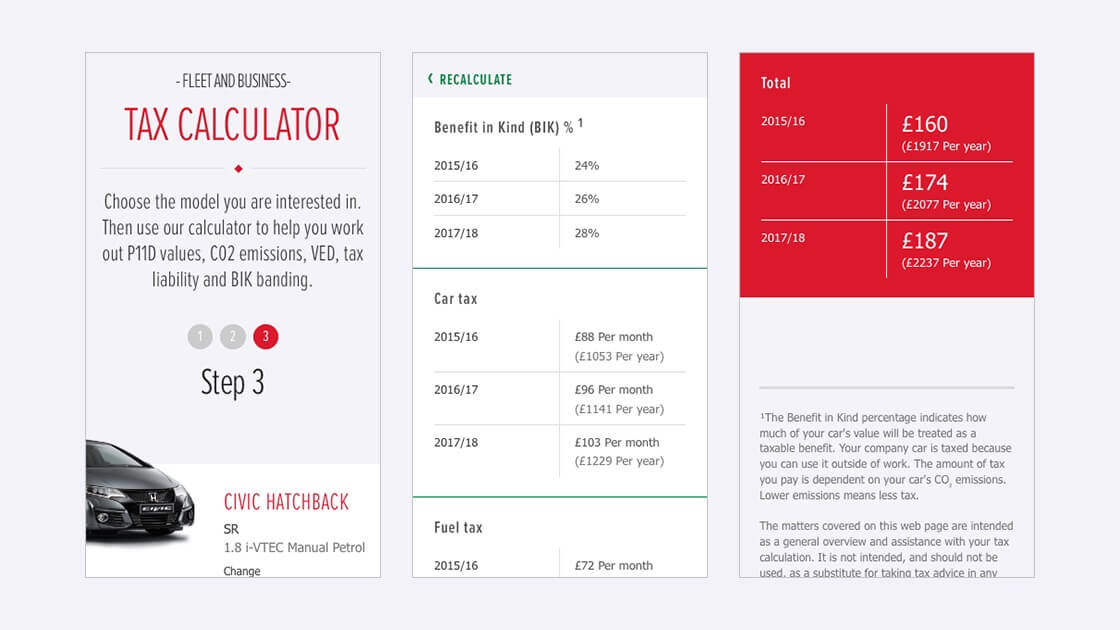 - FLEET AND BUSINESS-
TAX CALCULATOR
Choose the model you are interested in.
Then use our calculator to help you work
out P11D values, CO2 emissions, VED, tax
liability and BIK banding.
1 2 3
Step 3
CIVIC
CIVIC HATCHBACK
SR
1.8 i-VTEC Manual Petrol
Change
‹ RECALCULATE
Benefit in Kind (BIK) % 1
2015/16 24%
2016/17 26%
2017/18 28%
Car tax
2015/16 £88 Per month
(£1053 Per year)
2016/17 £96 Per month
(£1141 Per year)
2017/18 £103 Per month
(£1229 Per year)
Fuel tax
2015/16 £72 Per month
Total
2015/16 £160
(£1917 Per year)
2016/17 £174
(£2077 Per year)
2017/18 £187
(£2237 Per year)
¹The Benefit in Kind percentage indicates how
much of your car's value will be treated as a
taxable benefit. Your company car is taxed because
you can use it outside of work. The amount of tax
you pay is dependent on your car's CO₂ emissions.
Lower emissions means less tax.
The matters covered on this web page are intended
as a general overview and assistance with your tax
calculation. It is not intended, and should not be
used, as a substitute for taking tax advice in any